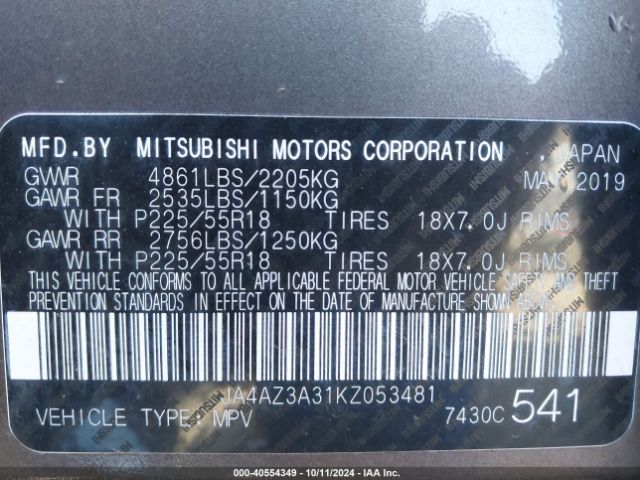 MFD.BY MITSUBISHI MOTORS CORPORATION , JAPAN
GWWR 4861LBS/2205KG MAY 2019
GAWR FR 2535LBS/1150KG
WITH P225/55R18 TIRES 18X7.0J RIMS
GAWR RR 2756LBS/1250KG
WITH P225/55R18 TIRES 18X7.0J RIMS
THIS VEHICLE CONFORMS TO ALL APPLICABLE FEDERAL MOTOR VEHICLE SAFETY AND THEFT
PREVENTION STANDARDS IN EFFECT ON THE DATE OF MANUFACTURE SHOWN ABOVE.
JA4AZ3A31KZ053481
VEHICLE TYPE: MPV 7430C 541
000-40554349 - 10/11/2024 - IAA Inc.